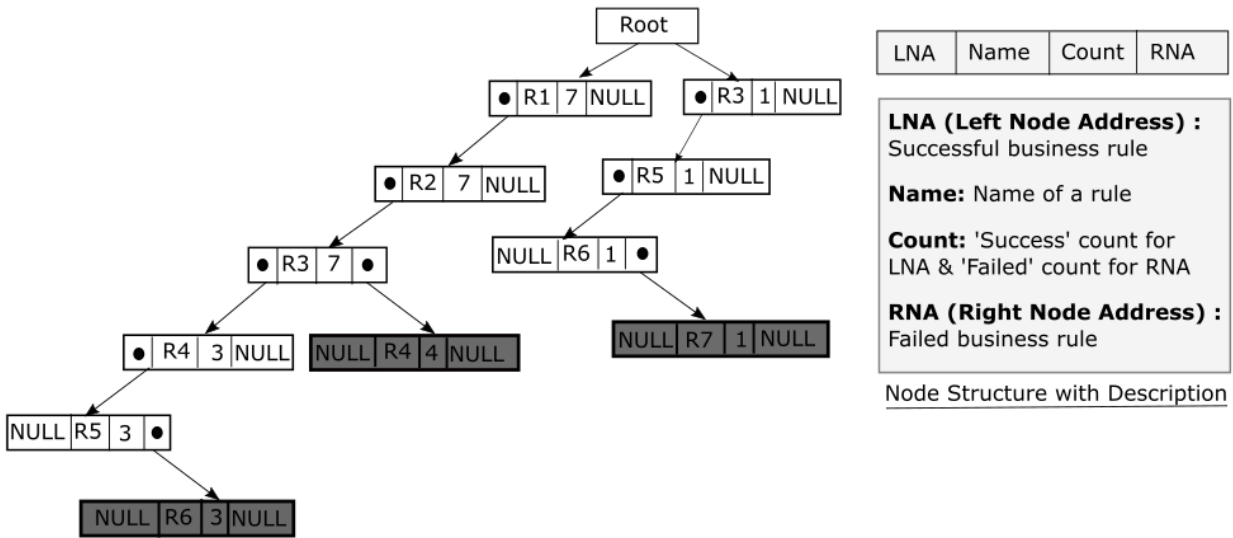 Root
LNA Name Count RNA
R1 7 NULL
R3 1 NULL
LNA (Left Node Address) :
Successful business rule
R2 7 NULL
R5 1 NULL
Name: Name of a rule
Count: 'Success' count for
LNA & 'Failed' count for RNA
R3 7
NULL R6 1
RNA (Right Node Address) :
Failed business rule
R4 3 NULL
NULL R4 4 NULL
NULL R7 1 NULL
Node Structure with Description
NULL R5 3
NULL R6 3 NULL